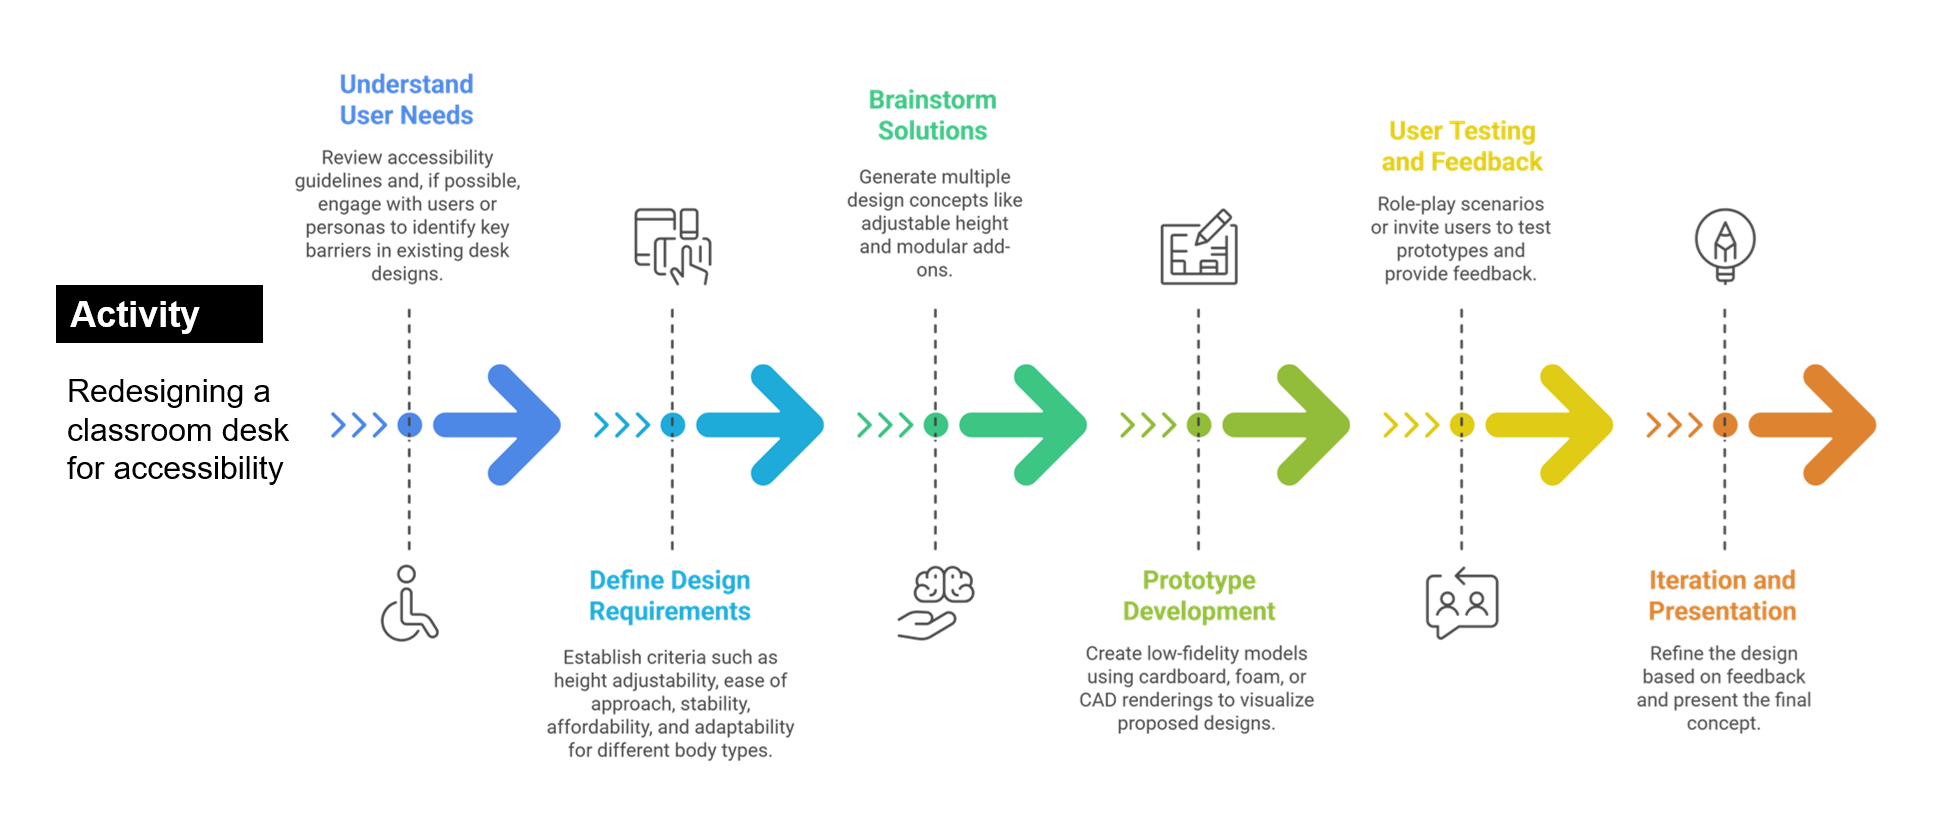 Activity
Redesigning a
classroom desk
for accessibility
Understand
User Needs
Review accessibility
guidelines and, if possible,
engage with users or
personas to identify key
barriers in existing desk
designs.
Define Design
Requirements
Establish criteria such as
height adjustability, ease of
approach, stability,
affordability, and adaptability
for different body types.
Brainstorm
Solutions
Generate multiple
design concepts like
adjustable height
and modular add-
ons.
Prototype
Development
Create low-fidelity models
using cardboard, foam, or
CAD renderings to visualize
proposed designs.
User Testing
and Feedback
Role-play scenarios
or invite users to test
prototypes and
provide feedback.
Iteration and
Presentation
Refine the design
based on feedback
and present the final
concept.